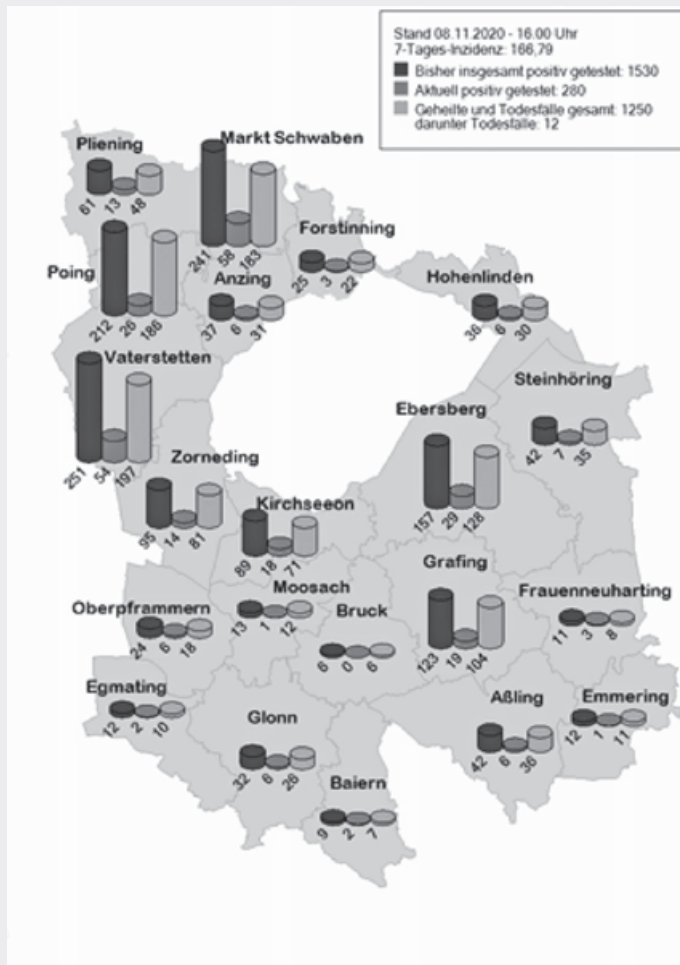 Stand 08.11.2020 - 16.00 Uhr
7-Tages-Inzidenz: 166,79
Bisher insgesamt positiv getestet: 1530
Aktuell positiv getestet: 280
Geheilte und Todesfälle gesamt: 1250
darunter Todesfälle: 12
Pliening
61 13 48
Markt Schwaben
241 58 183
Forstinning
25 3 22
Poing
212 26 186
Anzing
37 6 31
Hohenlinden
36 6 30
Vaterstetten
251 54 197
Steinhöring
42 7 35
Ebersberg
157 29 128
Zorneding
95 14 81
Kirchseeon
89 18 71
Grafing
123 19 104
Moosach
13 1 12
Bruck
6 0 6
Frauenneuharting
11 3 8
Oberpframmern
24 6 18
Egmating
12 2 10
Glonn
32 6 26
Aßling
42 6 36
Emmering
12 1 11
Baiern
9 2 7